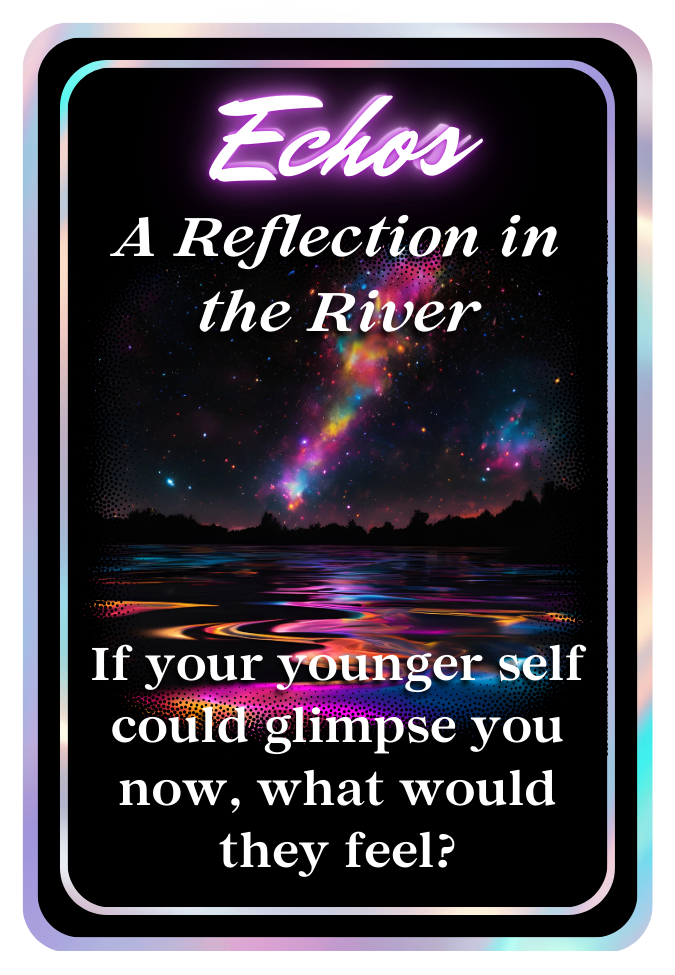 Echos
A Reflection in
the River
If your younger self
could glimpse you
now, what would
they feel?